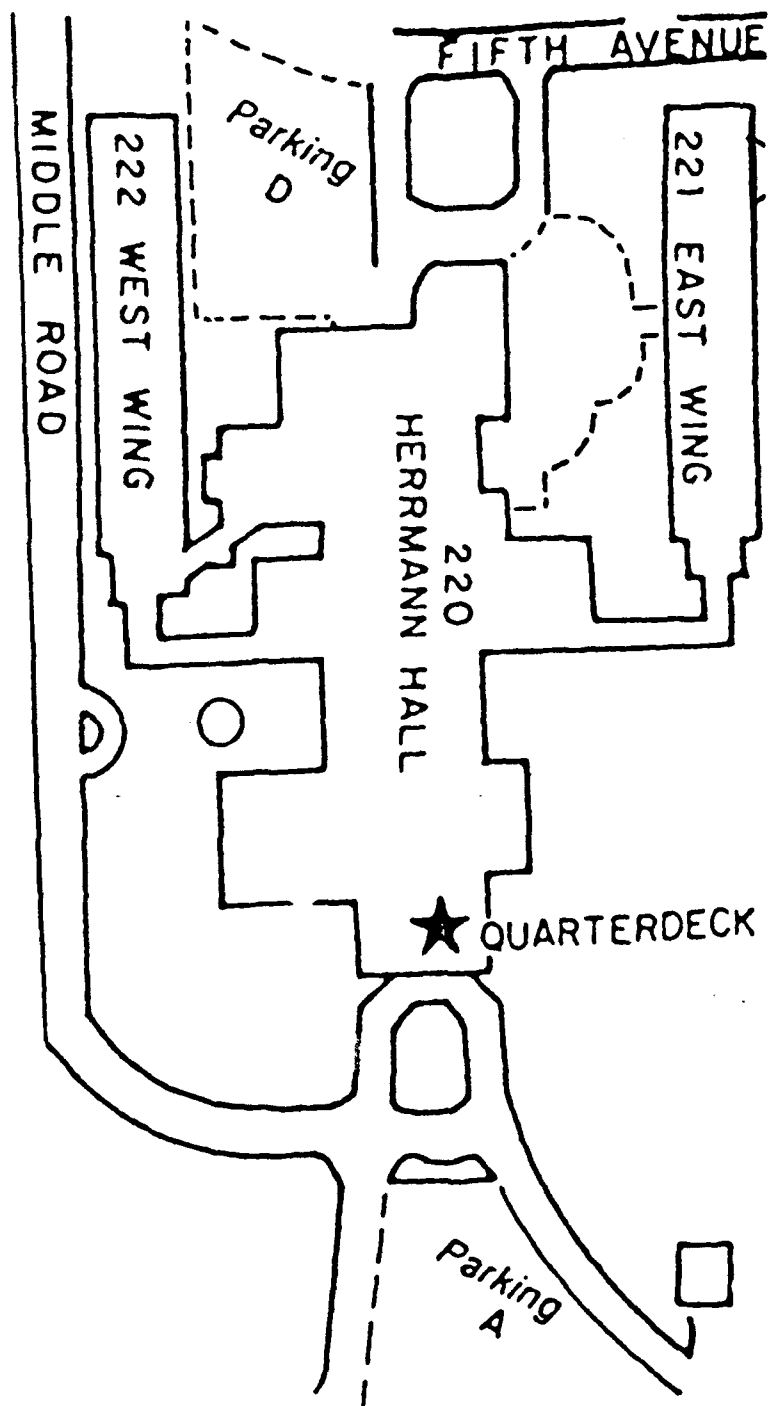 FIFTH AVENUE
Parking
D
MIDDLE ROAD
222 WEST WING
221 EAST WING
220
HERRMANN HALL
QUARTERDECK
Parking
A